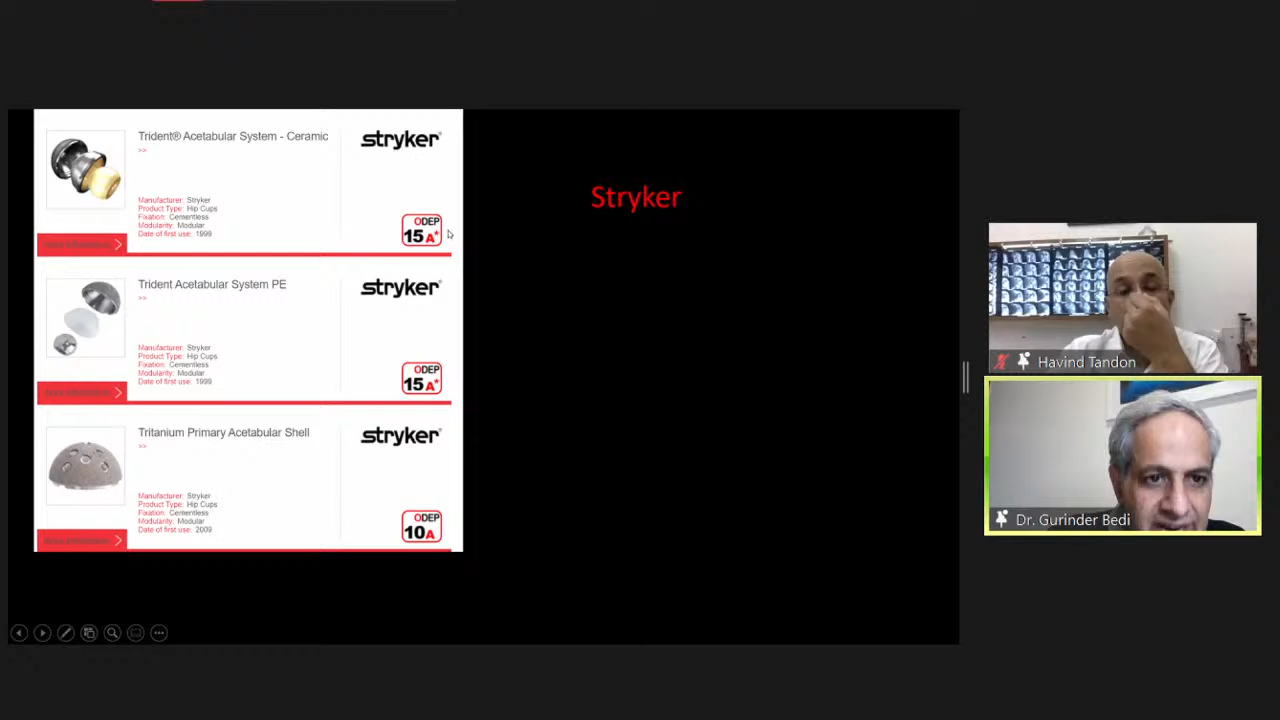 Trident® Acetabular System - Ceramic
>>
stryker®
Manufacturer: Stryker
Product Type: Hip Cups
Fixation: Cementless
Modularity: Modular
Date of first use: 1999
ODEP
15A*
Trident Acetabular System PE
>>
stryker®
Manufacturer: Stryker
Product Type: Hip Cups
Fixation: Cementless
Modularity: Modular
Date of first use: 1999
ODEP
15A*
Tritanium Primary Acetabular Shell
>>
stryker®
Manufacturer: Stryker
Product Type: Hip Cups
Fixation: Cementless
Modularity: Modular
Date of first use: 2009
ODEP
10A
Stryker
Havind Tandon
Dr. Gurinder Bedi